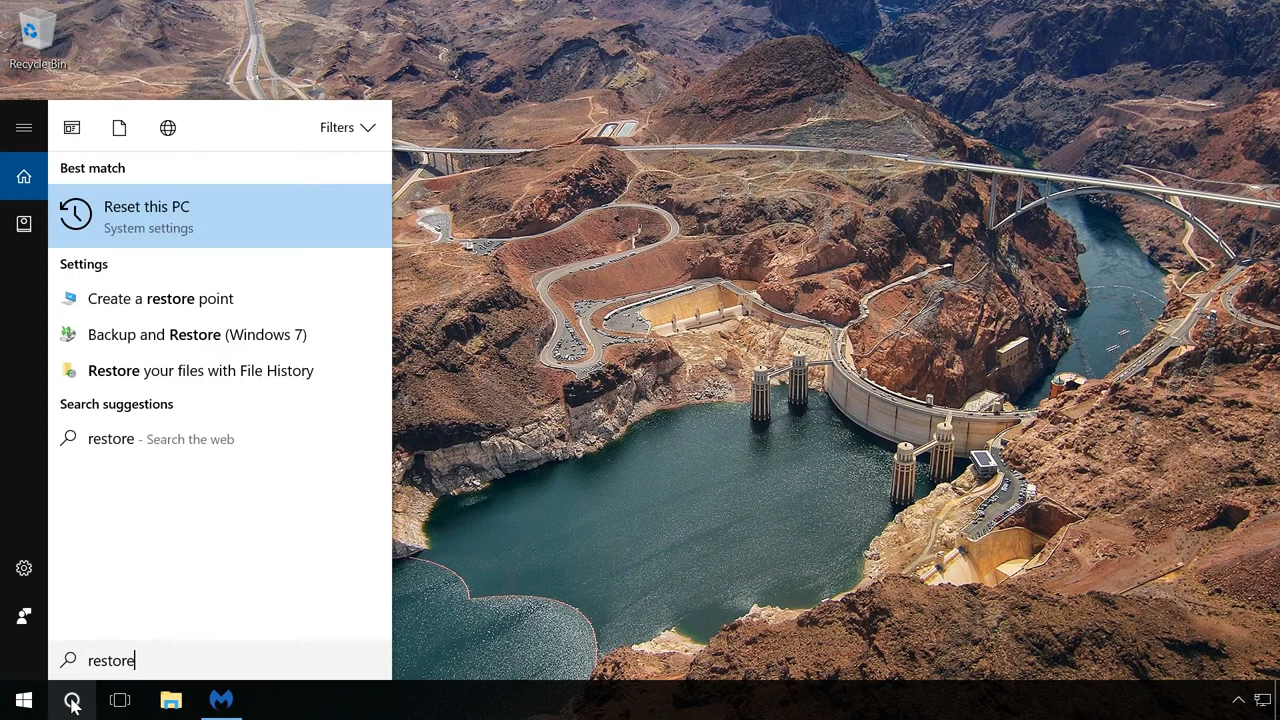 Recycle Bin
Filters
Best match
Reset this PC
System settings
Settings
Create a restore point
Backup and Restore (Windows 7)
Restore your files with File History
Search suggestions
restore - Search the web
restore